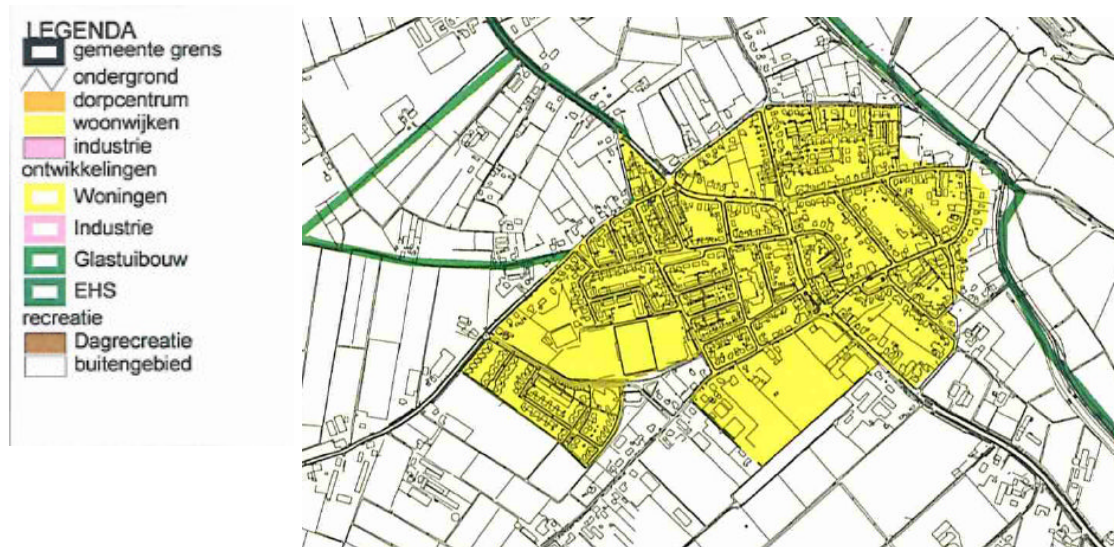 LEGENDA
gemeente grens
ondergrond
dorpcentrum
woonwijken
industrie
ontwikkelingen
Woningen
Industrie
Glastuibouw
EHS
recreatie
Dagrecreatie
buitengebied